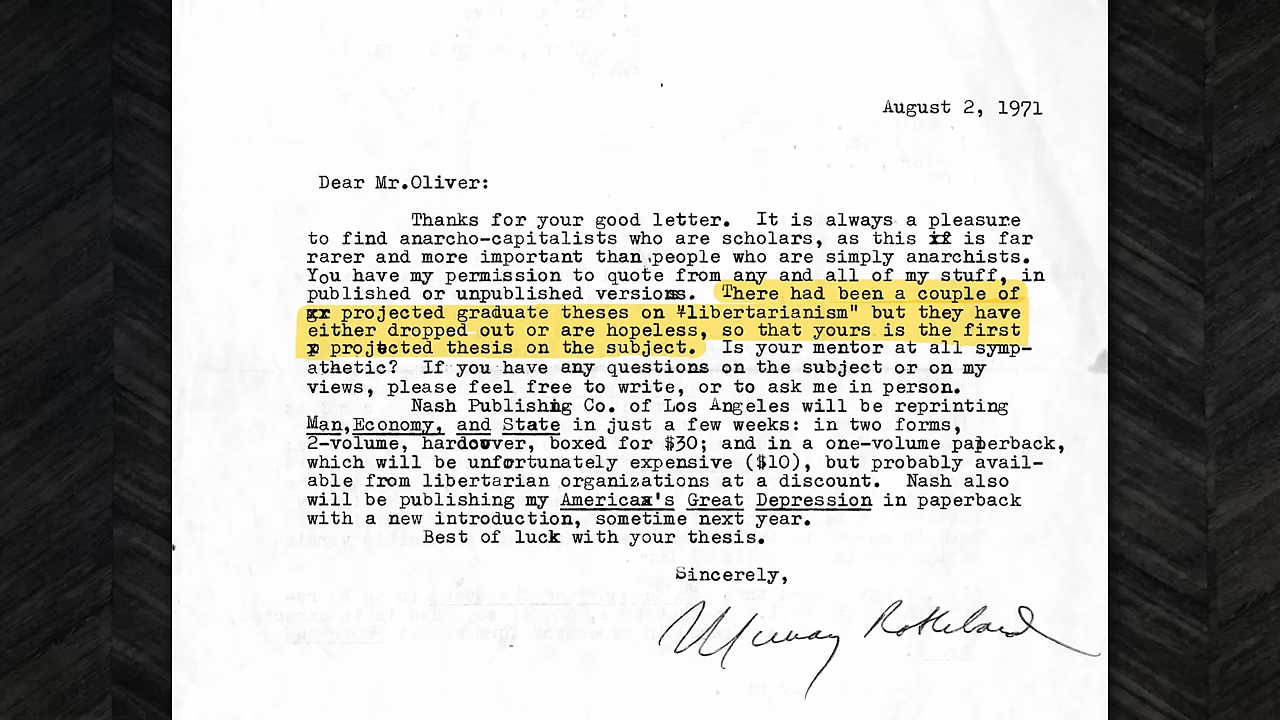 August 2, 1971
Dear Mr.Oliver:
Thanks for your good letter. It is always a pleasure
to find anarcho-capitalists who are scholars, as this is far
rarer and more important than people who are simply anarchists.
You have my permission to quote from any and all of my stuff, in
published or unpublished versions. There had been a couple of
projected graduate theses on "libertarianism" but they have
either dropped out or are hopeless, so that yours is the first
projected thesis on the subject. Is your mentor at all symp-
athetic? If you have any questions on the subject or on my
views, please feel free to write, or to ask me in person.
Nash Publishing Co. of Los Angeles will be reprinting
Man,Economy, and State in just a few weeks: in two forms,
2-volume, hardcover, boxed for $30; and in a one-volume paperback,
which will be unfortunately expensive ($10), but probably avail-
able from libertarian organizations at a discount. Nash also
will be publishing my America's Great Depression in paperback
with a new introduction, sometime next year.
Best of luck with your thesis.
Sincerely,
Murray Rothbard